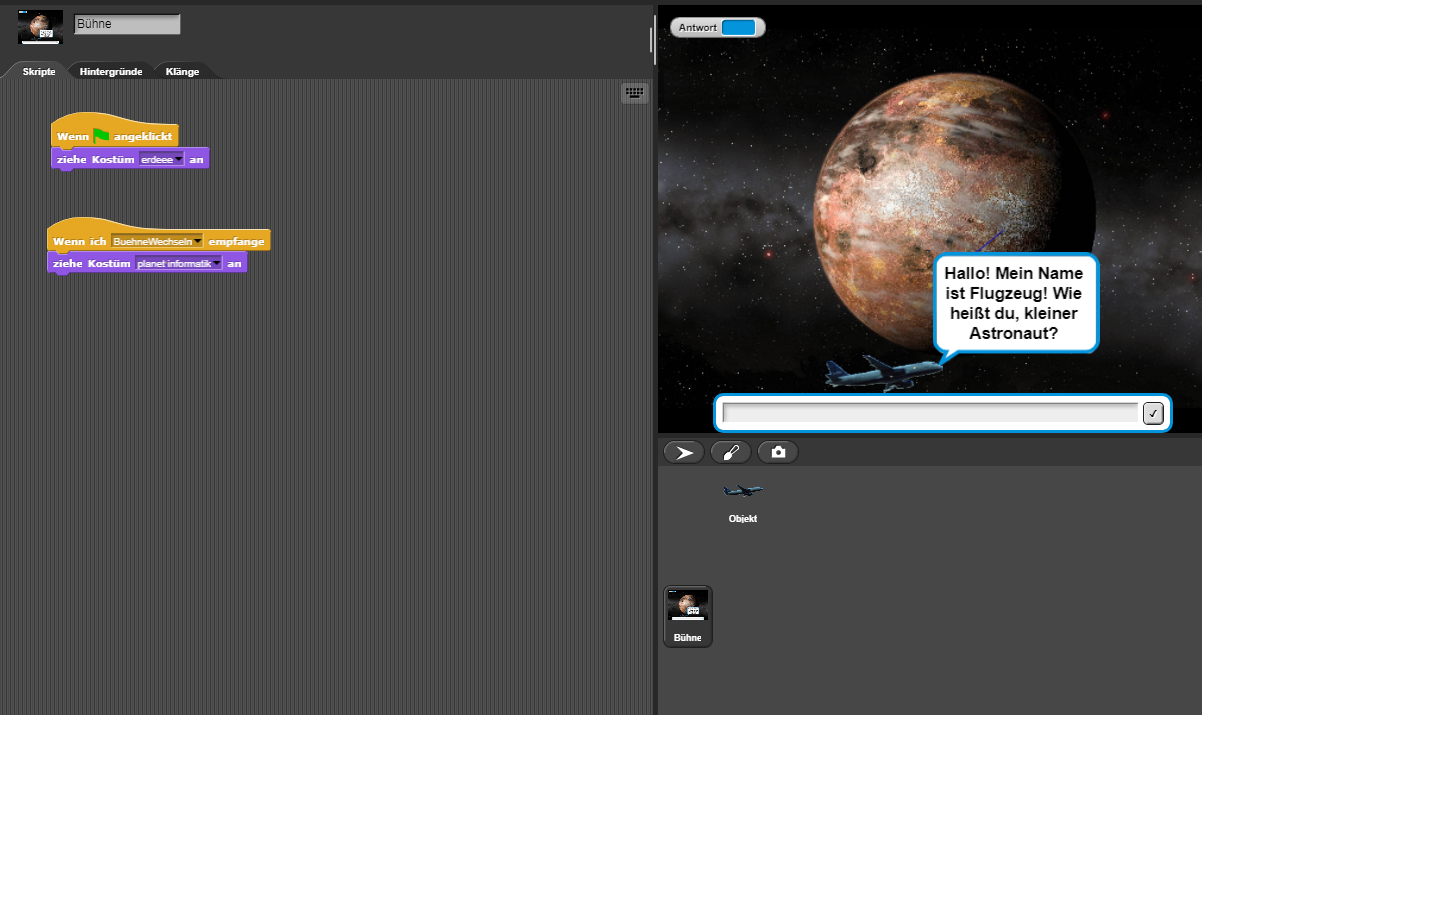 Bühne
Skripte
Hintergründe
Klänge
Wenn angeklickt
ziehe Kostüm erdeee an
Wenn ich BuehneWechseln empfange
ziehe Kostüm planet informatik an
Antwort
Hallo! Mein Name
ist Flugzeug! Wie
heißt du, kleiner
Astronaut?
Objekt
Bühne